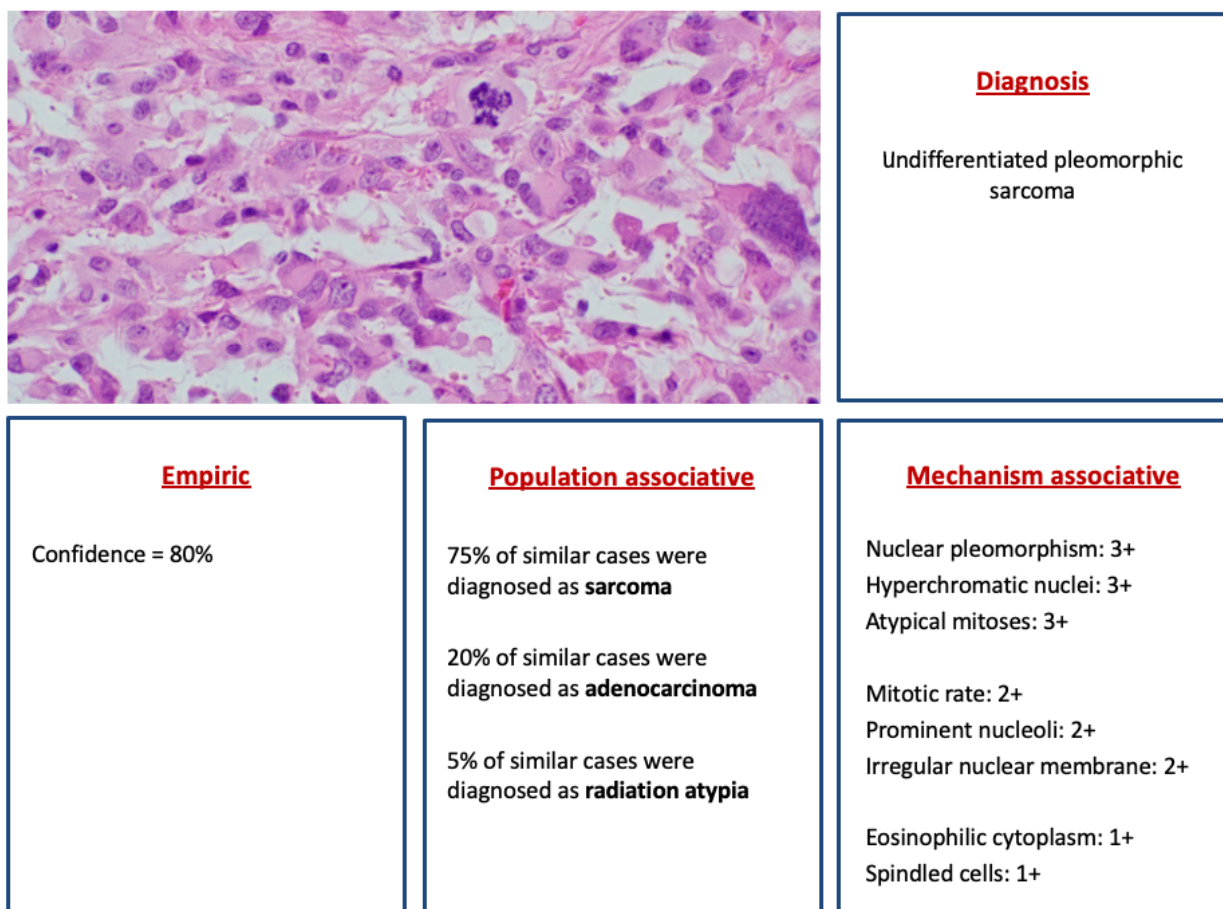 Diagnosis
Undifferentiated pleomorphic
sarcoma
Empiric
Confidence = 80%
Population associative
75% of similar cases were
diagnosed as sarcoma
20% of similar cases were
diagnosed as adenocarcinoma
5% of similar cases were
diagnosed as radiation atypia
Mechanism associative
Nuclear pleomorphism: 3+
Hyperchromatic nuclei: 3+
Atypical mitoses: 3+
Mitotic rate: 2+
Prominent nucleoli: 2+
Irregular nuclear membrane: 2+
Eosinophilic cytoplasm: 1+
Spindled cells: 1+